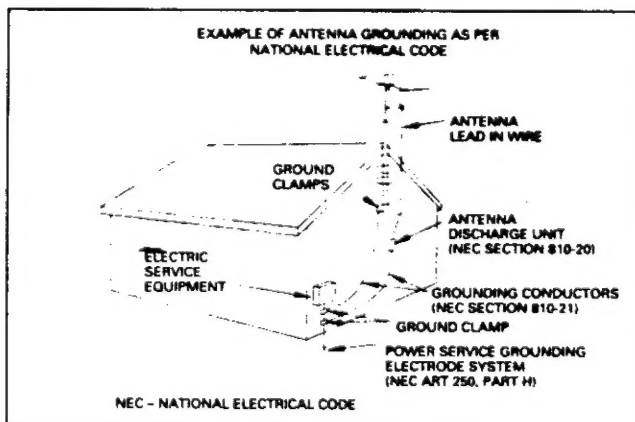 EXAMPLE OF ANTENNA GROUNDING AS PER
NATIONAL ELECTRICAL CODE
ANTENNA
LEAD IN WIRE
GROUND
CLAMPS
ANTENNA
DISCHARGE UNIT
(NEC SECTION 810-20)
ELECTRIC
SERVICE
EQUIPMENT
GROUNDING CONDUCTORS
(NEC SECTION 810-21)
GROUND CLAMP
POWER SERVICE GROUNDING
ELECTRODE SYSTEM
(NEC ART 250, PART H)
NEC – NATIONAL ELECTRICAL CODE